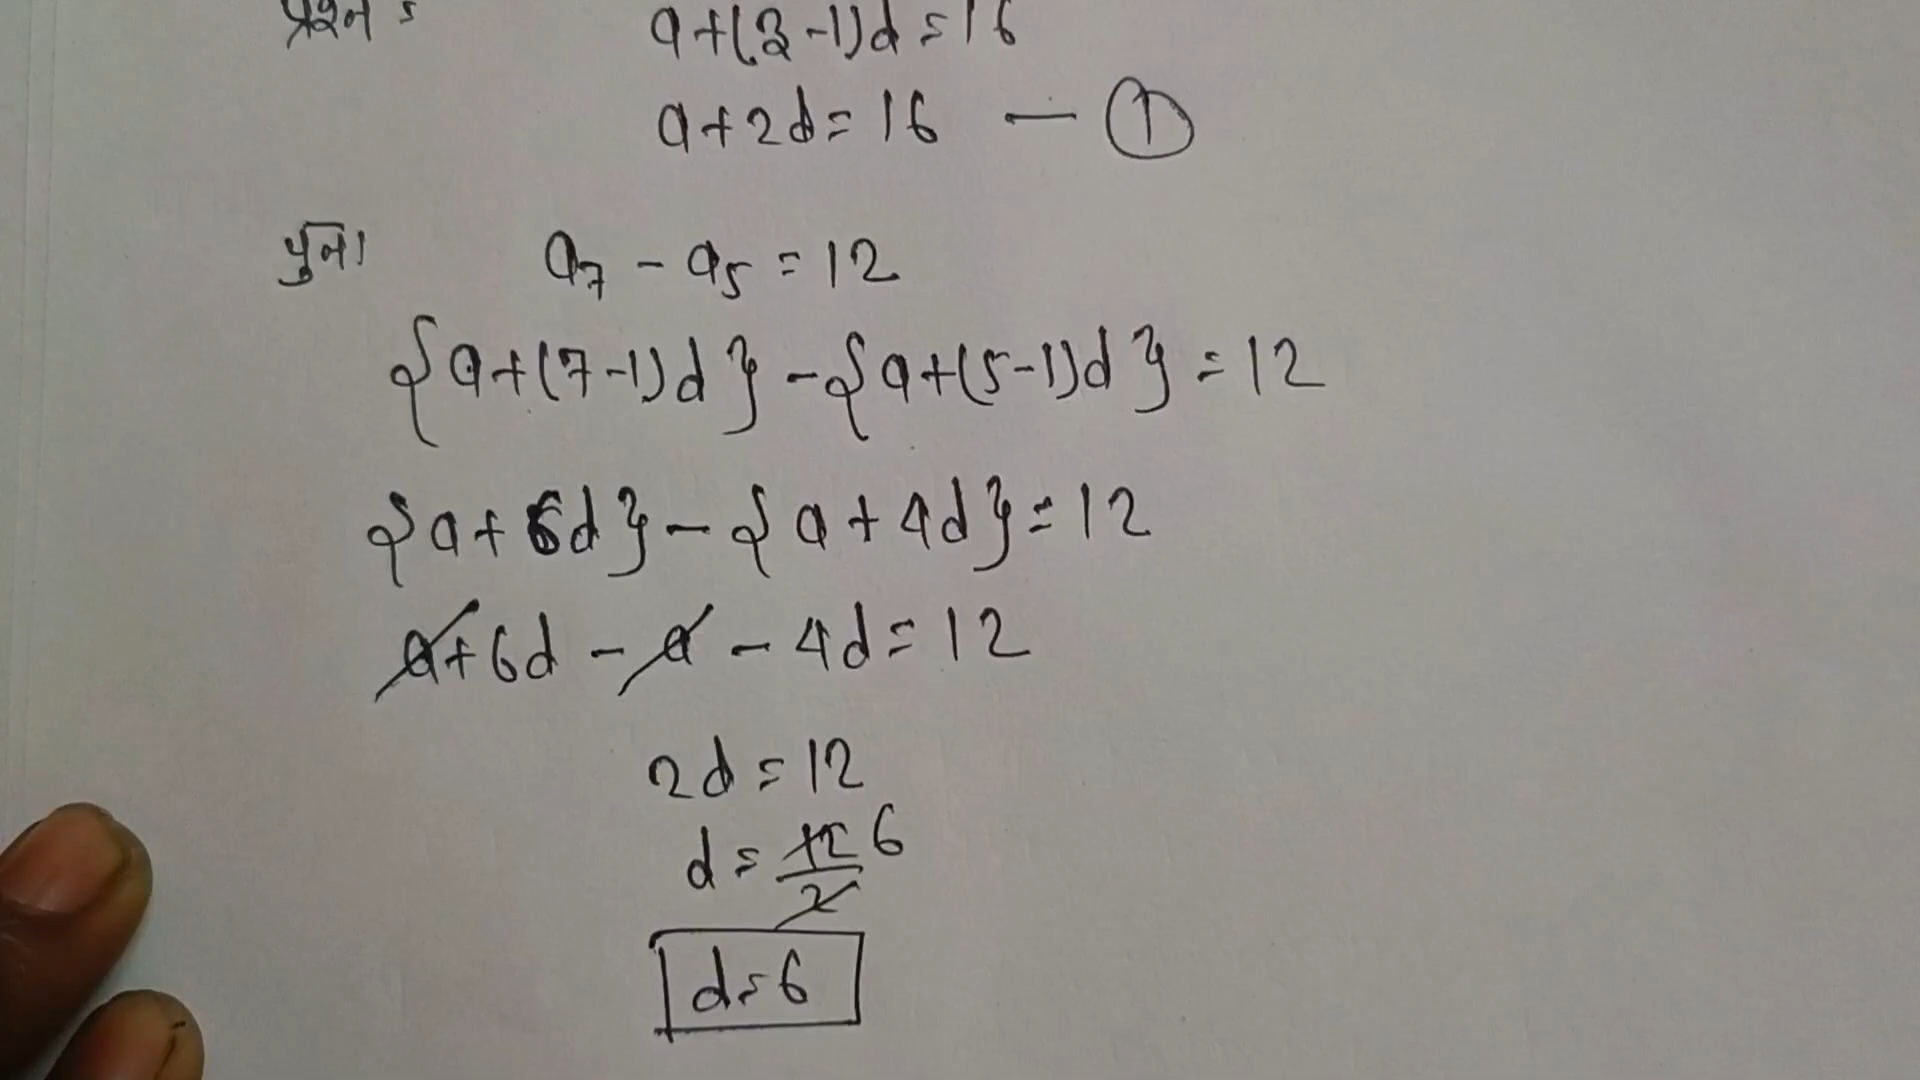 प्रश्न s a+(3-1)d=16
a+2d=16 — ①
पुनः a₇ - a₅ = 12
{a+(7-1)d} - {a+(5-1)d} = 12
{a+6d} - {a+4d} = 12
a+6d - a - 4d = 12
2d = 12
d = 12/2 6
d=6